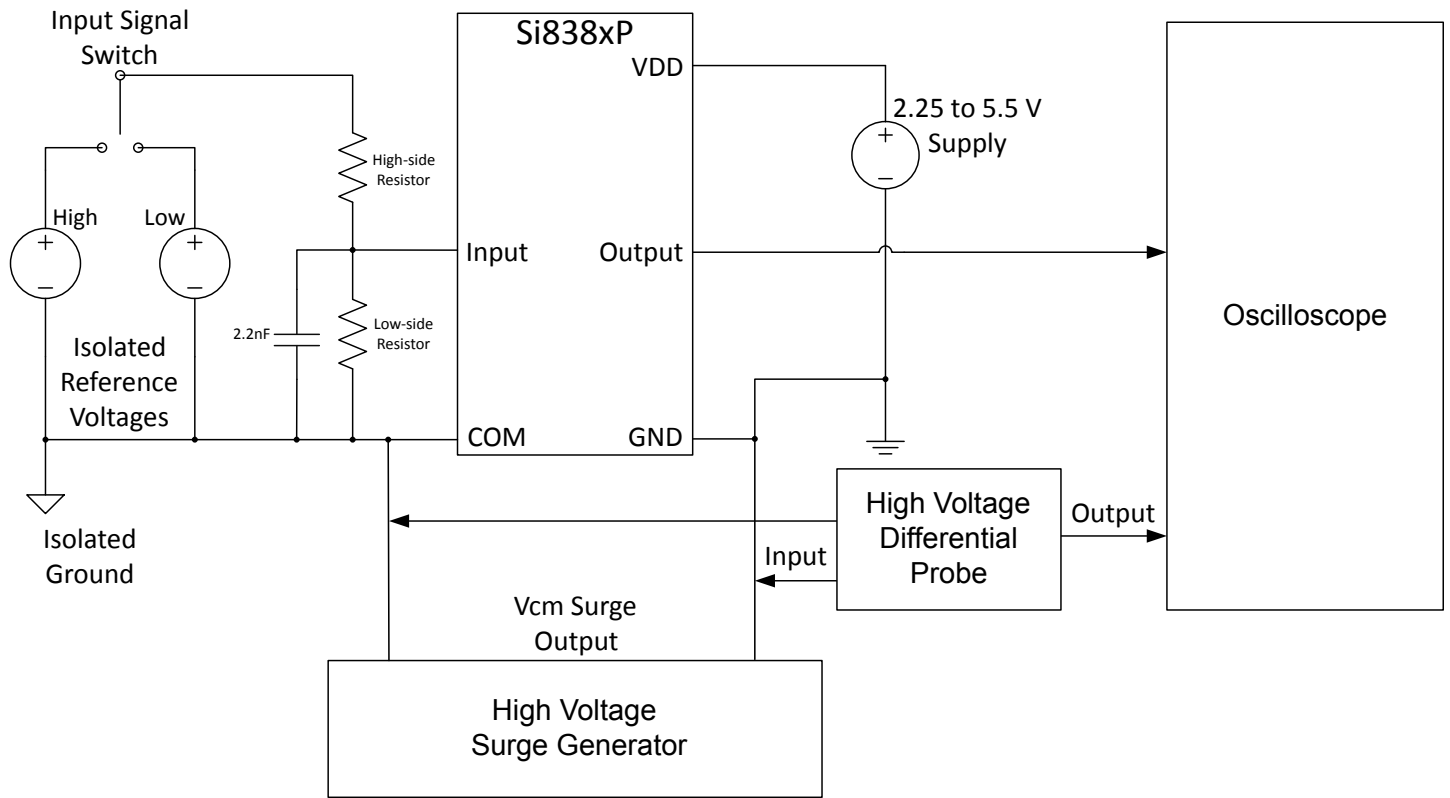 Input Signal
Switch
Si838xP
VDD
2.25 to 5.5 V
Supply
+
−
High-side
Resistor
High
Low
+
−
+
−
Input
Output
Oscilloscope
2.2nF
Low-side
Resistor
Isolated
Reference
Voltages
COM
GND
Isolated
Ground
High Voltage
Differential
Probe
Output
Input
Vcm Surge
Output
High Voltage
Surge Generator